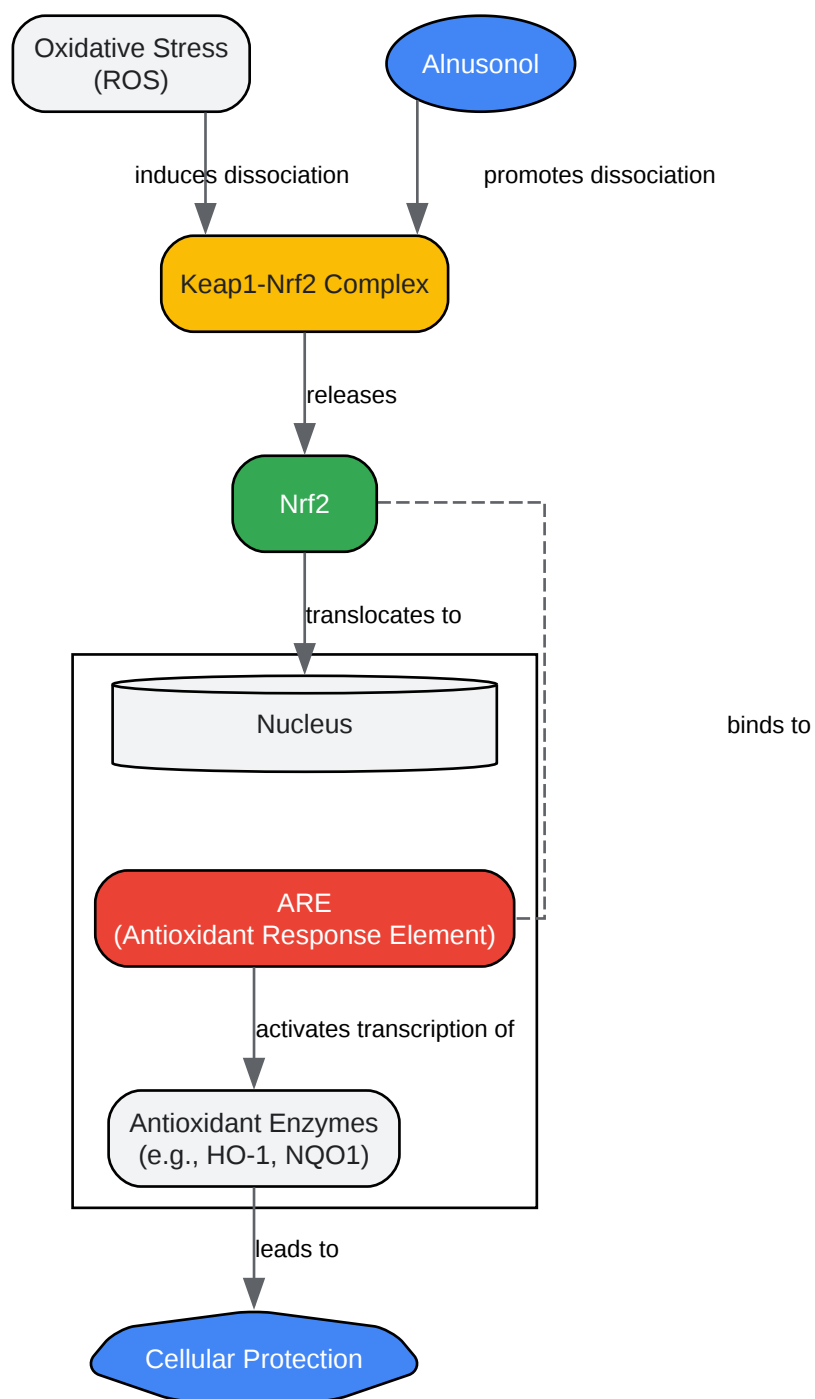 Oxidative Stress
(ROS)
Alnusonol
induces dissociation
promotes dissociation
Keap1-Nrf2 Complex
releases
Nrf2
translocates to
Nucleus
binds to
ARE
(Antioxidant Response Element)
activates transcription of
Antioxidant Enzymes
(e.g., HO-1, NQO1)
leads to
Cellular Protection